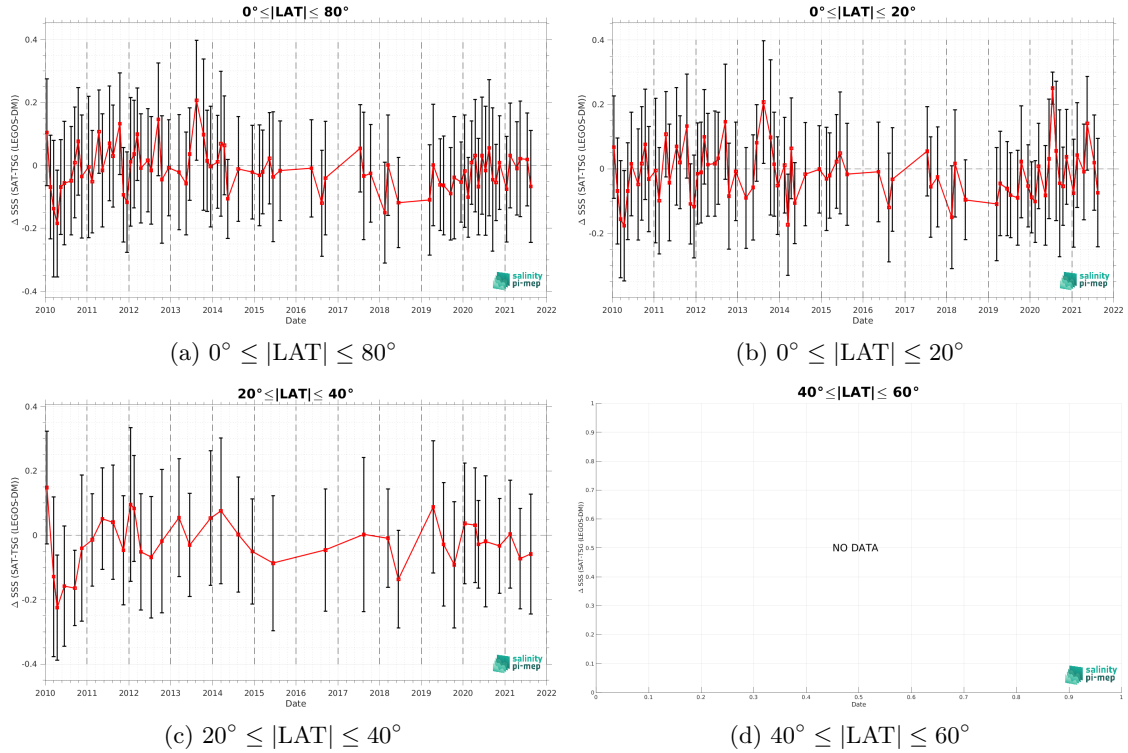 0°≤|LAT|≤ 80°
Δ SSS (SAT-TSG (LEGOS-DM))
0.4
0.2
0
-0.2
-0.4
2010 2011 2012 2013 2014 2015 2016 2017 2018 2019 2020 2021 2022
Date
salinity
pi-mep
(a) 0° ≤ |LAT| ≤ 80°
0°≤|LAT|≤ 20°
Δ SSS (SAT-TSG (LEGOS-DM))
0.4
0.2
0
-0.2
2010 2011 2012 2013 2014 2015 2016 2017 2018 2019 2020 2021 2022
Date
salinity
pi-mep
(b) 0° ≤ |LAT| ≤ 20°
20°≤|LAT|≤ 40°
Δ SSS (SAT-TSG (LEGOS-DM))
0.4
0.2
0
-0.2
-0.4
2010 2011 2012 2013 2014 2015 2016 2017 2018 2019 2020 2021 2022
Date
salinity
pi-mep
(c) 20° ≤ |LAT| ≤ 40°
40°≤|LAT|≤ 60°
Δ SSS (SAT-TSG (LEGOS-DM))
1
0.9
0.8
0.7
0.6
0.5
0.4
0.3
0.2
0.1
0
NO DATA
0 0.1 0.2 0.3 0.4 0.5 0.6 0.7 0.8 0.9 1
Date
salinity
pi-mep
(d) 40° ≤ |LAT| ≤ 60°